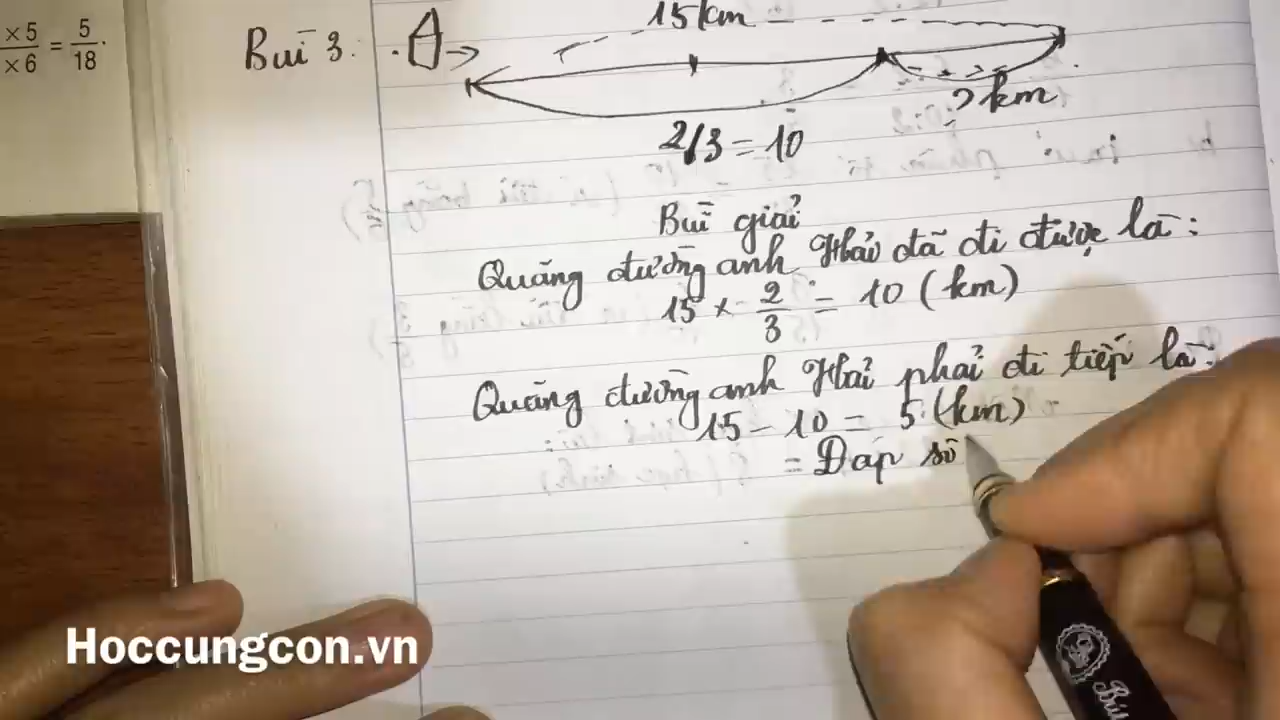 ×5/×6 = 5/18.
Bài 3:
15km
2/3 = 10
? km
Bài giải
Quãng đường anh Hải đã đi được là:
15 × 2/3 = 10 (km)
Quãng đường anh Hải phải đi tiếp là:
15 - 10 = 5 (km)
= Đáp số
Hoccungcon.vn